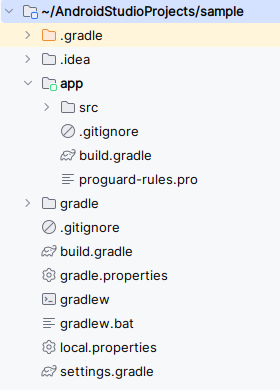 ~/AndroidStudioProjects/sample
.gradle
.idea
app
src
.gitignore
build.gradle
proguard-rules.pro
gradle
.gitignore
build.gradle
gradle.properties
gradlew
gradlew.bat
local.properties
settings.gradle